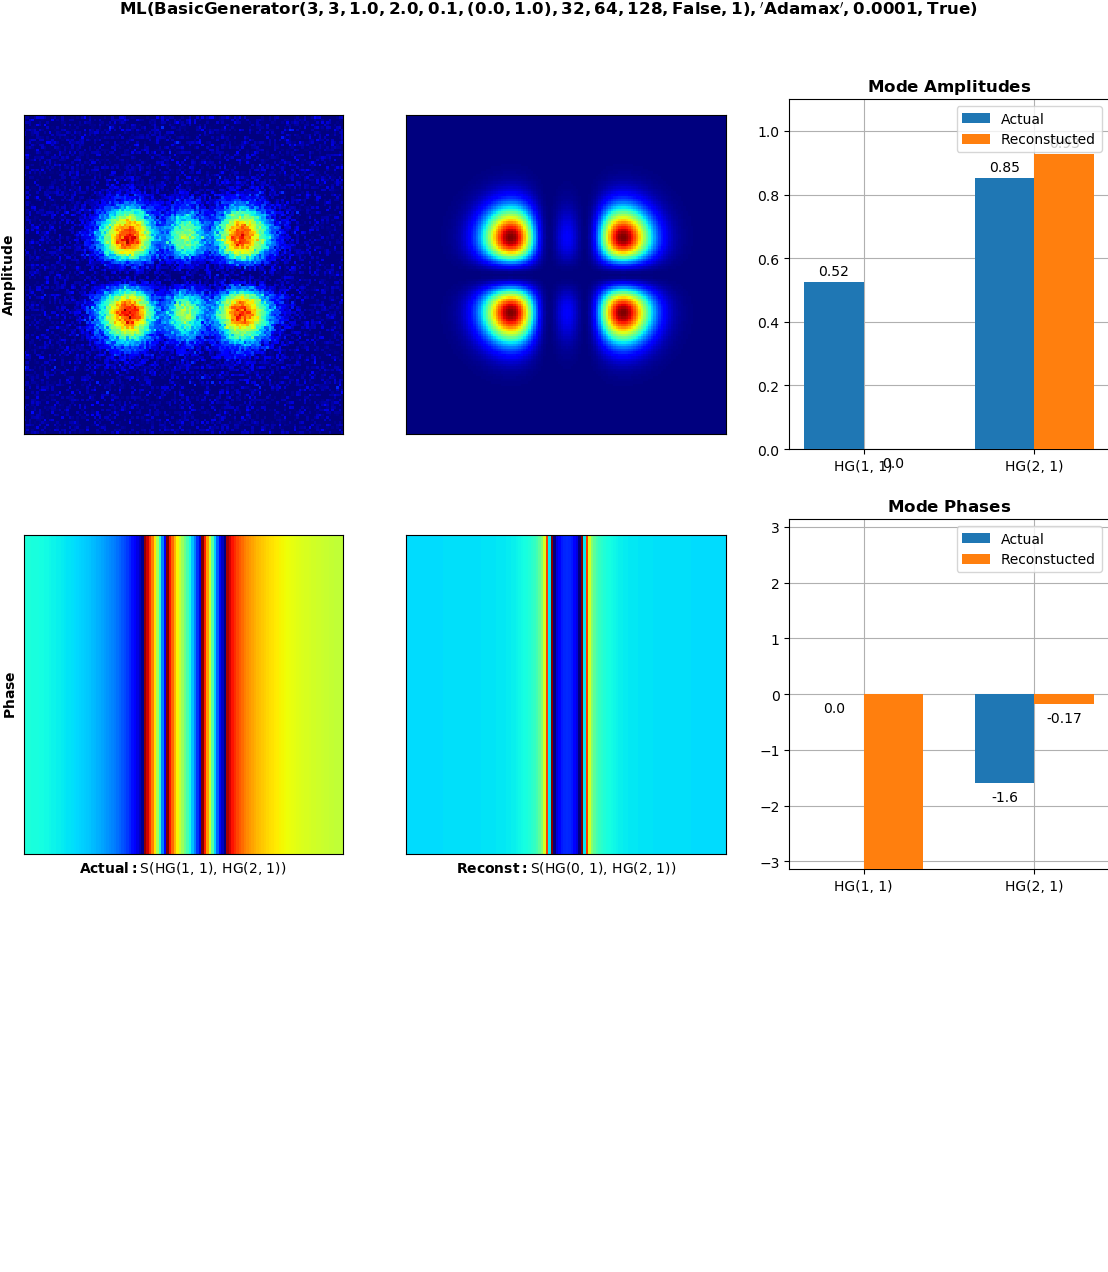 ML(BasicGenerator(3, 3, 1.0, 2.0, 0.1, (0.0, 1.0), 32, 64, 128, False, 1), ′Adamax′, 0.0001, True)
Amplitude
Mode Amplitudes
Actual
Reconstucted
1.0
0.8
0.6
0.4
0.2
0.0
0.93
0.85
0.52
0.0
HG(1, 1)
HG(2, 1)
Phase
Actual: S(HG(1, 1), HG(2, 1))
Reconst: S(HG(0, 1), HG(2, 1))
Mode Phases
Actual
Reconstucted
3
2
1
0
−1
−2
−3
0.0
-0.17
-1.6
HG(1, 1)
HG(2, 1)